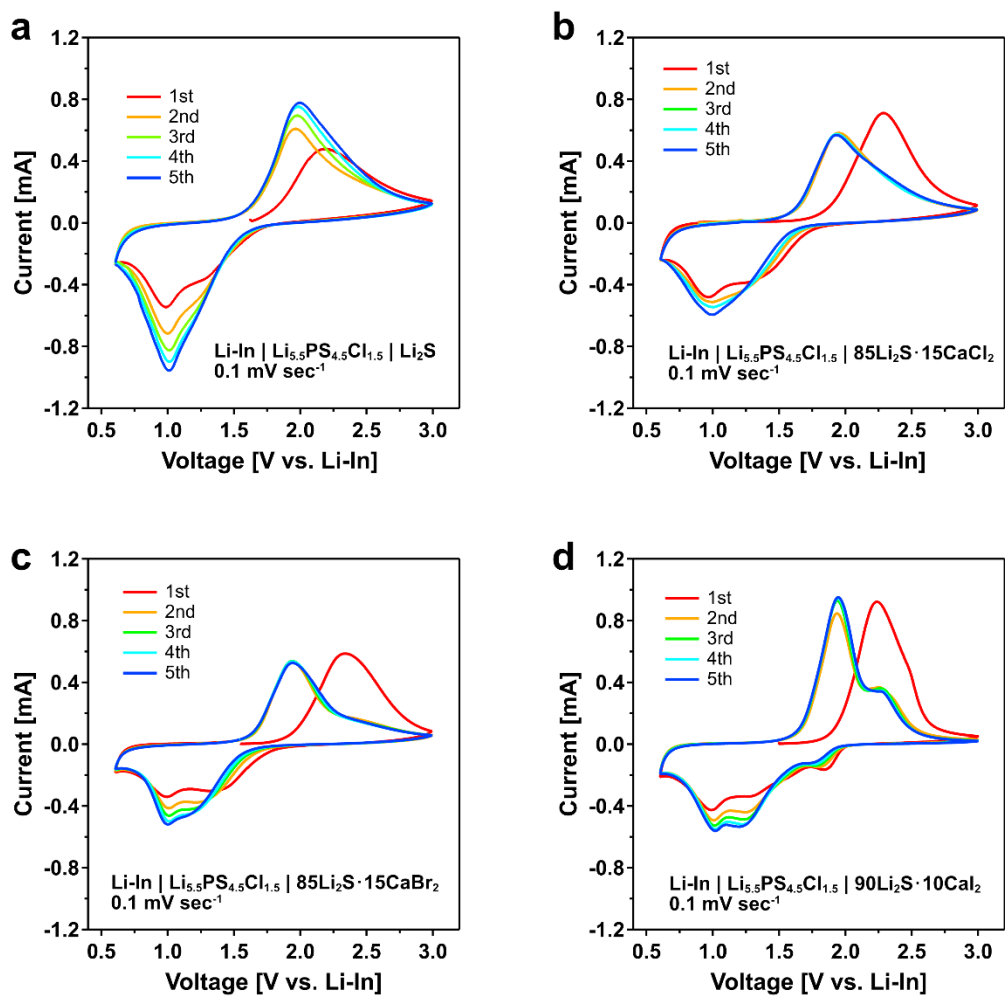 a
1.2
0.8
0.4
0.0
-0.4
-0.8
-1.2
Current [mA]
1st
2nd
3rd
4th
5th
Li-In | Li₅.₅PS₄.₅Cl₁.₅ | Li₂S
0.1 mV sec⁻¹
0.5 1.0 1.5 2.0 2.5 3.0
Voltage [V vs. Li-In]
b
1.2
0.8
0.4
0.0
-0.4
-0.8
-1.2
Current [mA]
1st
2nd
3rd
4th
5th
Li-In | Li₅.₅PS₄.₅Cl₁.₅ | 85Li₂S·15CaCl₂
0.1 mV sec⁻¹
0.5 1.0 1.5 2.0 2.5 3.0
Voltage [V vs. Li-In]
c
1.2
0.8
0.4
0.0
-0.4
-0.8
-1.2
Current [mA]
1st
2nd
3rd
4th
5th
Li-In | Li₅.₅PS₄.₅Cl₁.₅ | 85Li₂S·15CaBr₂
0.1 mV sec⁻¹
0.5 1.0 1.5 2.0 2.5 3.0
Voltage [V vs. Li-In]
d
1.2
0.8
0.4
0.0
-0.4
-0.8
-1.2
Current [mA]
1st
2nd
3rd
4th
5th
Li-In | Li₅.₅PS₄.₅Cl₁.₅ | 90Li₂S·10CaI₂
0.1 mV sec⁻¹
0.5 1.0 1.5 2.0 2.5 3.0
Voltage [V vs. Li-In]